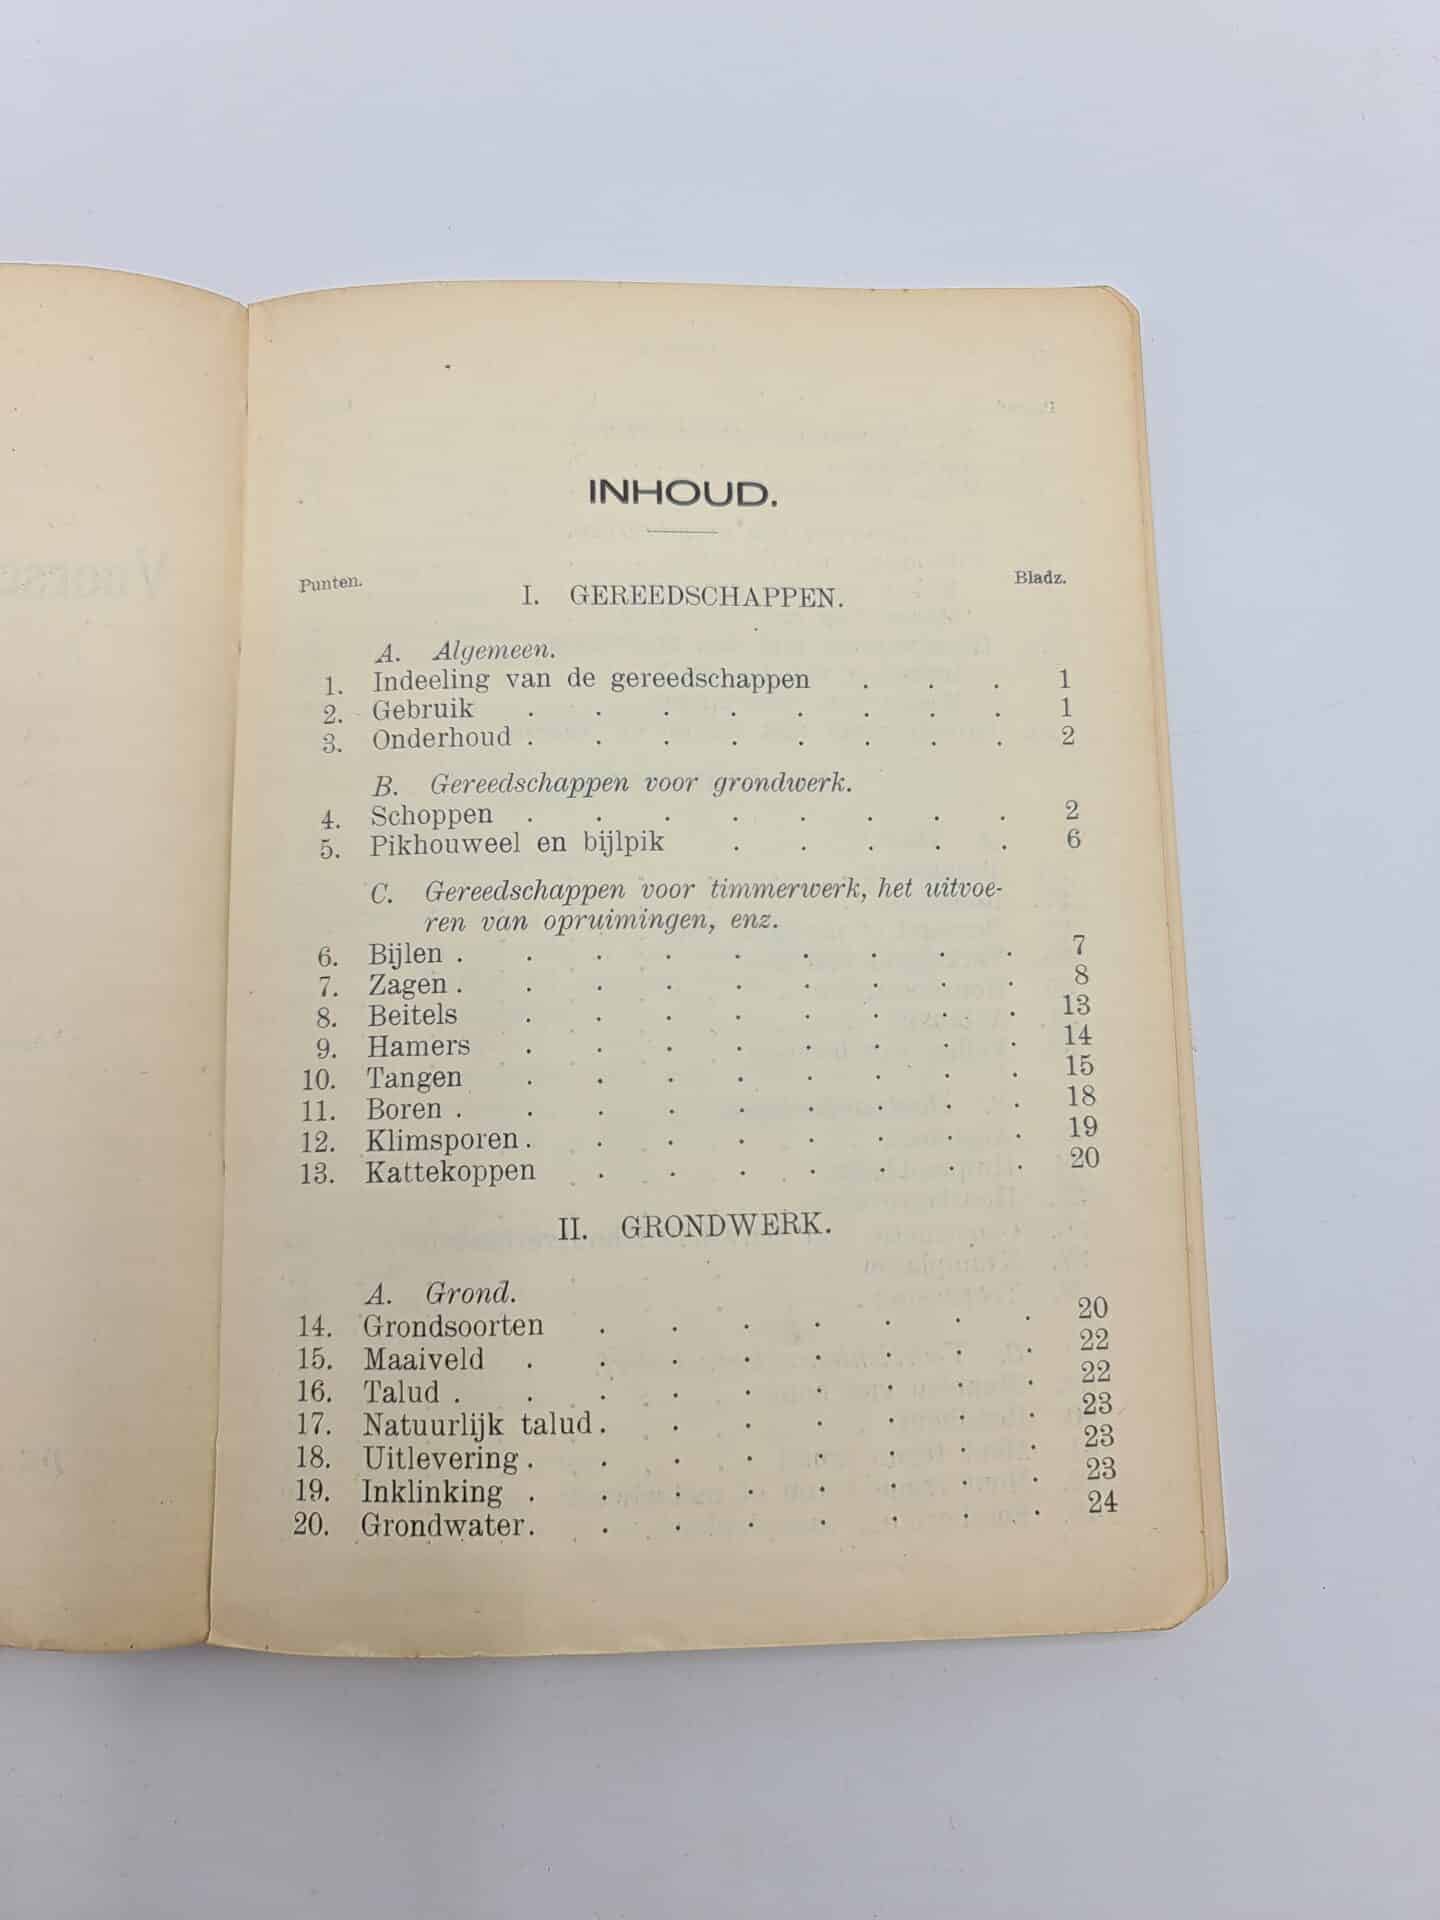 INHOUD.
Punten. Bladz.
I. GEREEDSCHAPPEN.
A. Algemeen.
1. Indeeling van de gereedschappen . . . 1
2. Gebruik . . . . . . . . 1
3. Onderhoud . . . . . . . . 2
B. Gereedschappen voor grondwerk.
4. Schoppen . . . . . . . . 2
5. Pikhouweel en bijlpik . . . . . 6
C. Gereedschappen voor timmerwerk, het uitvoe-
ren van opruimingen, enz.
6. Bijlen . . . . . . . . . 7
7. Zagen . . . . . . . . . 8
8. Beitels . . . . . . . . 13
9. Hamers . . . . . . . . 14
10. Tangen . . . . . . . . 15
11. Boren . . . . . . . . . 18
12. Klimsporen . . . . . . . . 19
13. Kattekoppen . . . . . . . 20
II. GRONDWERK.
A. Grond.
14. Grondsoorten . . . . . . . 20
15. Maaiveld . . . . . . . . 22
16. Talud . . . . . . . . . 22
17. Natuurlijk talud . . . . . . . 23
18. Uitlevering . . . . . . . . 23
19. Inklinking . . . . . . . . 23
20. Grondwater . . . . . . . . 24